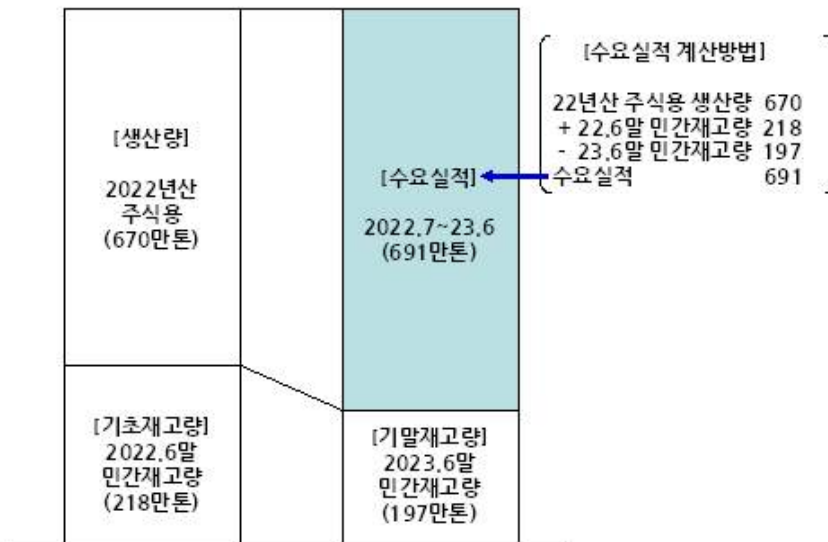 [생산량]
2022년산
주식용
(670만톤)
[기초재고량]
2022.6말
민간재고량
(218만톤)
[수요실적]
2022.7~23.6
(691만톤)
[기말재고량]
2023.6말
민간재고량
(197만톤)
[수요실적 계산방법]
22년산 주식용 생산량 670
+ 22.6말 민간재고량 218
- 23.6말 민간재고량 197
수요실적 691